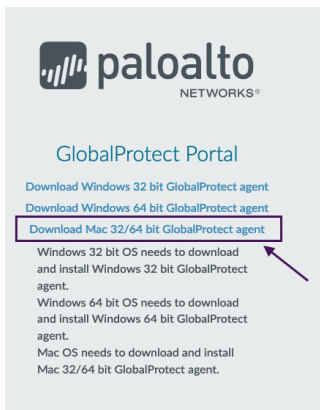 paloalto
NETWORKS®
GlobalProtect Portal
Download Windows 32 bit GlobalProtect agent
Download Windows 64 bit GlobalProtect agent
Download Mac 32/64 bit GlobalProtect agent
Windows 32 bit OS needs to download
and install Windows 32 bit GlobalProtect
agent.
Windows 64 bit OS needs to download
and install Windows 64 bit GlobalProtect
agent.
Mac OS needs to download and install
Mac 32/64 bit GlobalProtect agent.